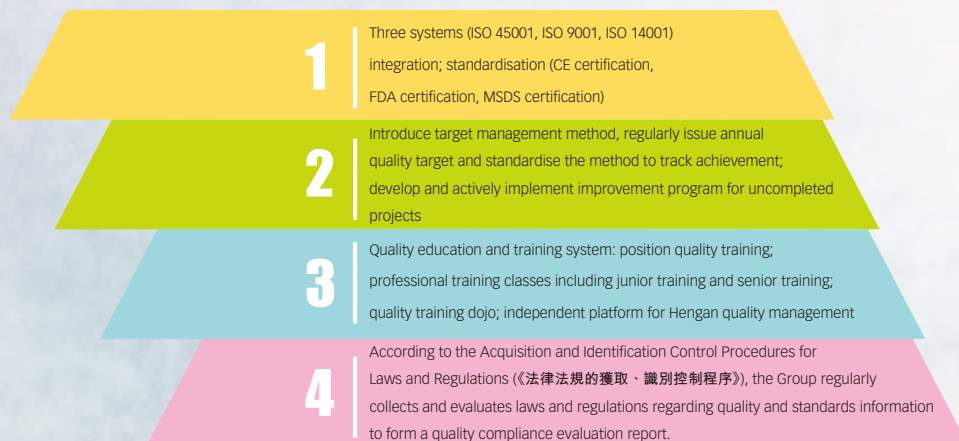 1
Three systems (ISO 45001, ISO 9001, ISO 14001)
integration; standardisation (CE certification,
FDA certification, MSDS certification)
2
Introduce target management method, regularly issue annual
quality target and standardise the method to track achievement;
develop and actively implement improvement program for uncompleted
projects
3
Quality education and training system: position quality training;
professional training classes including junior training and senior training;
quality training dojo; independent platform for Hengan quality management
4
According to the Acquisition and Identification Control Procedures for
Laws and Regulations (《法律法規的獲取、識別控制程序》), the Group regularly
collects and evaluates laws and regulations regarding quality and standards information
to form a quality compliance evaluation report.